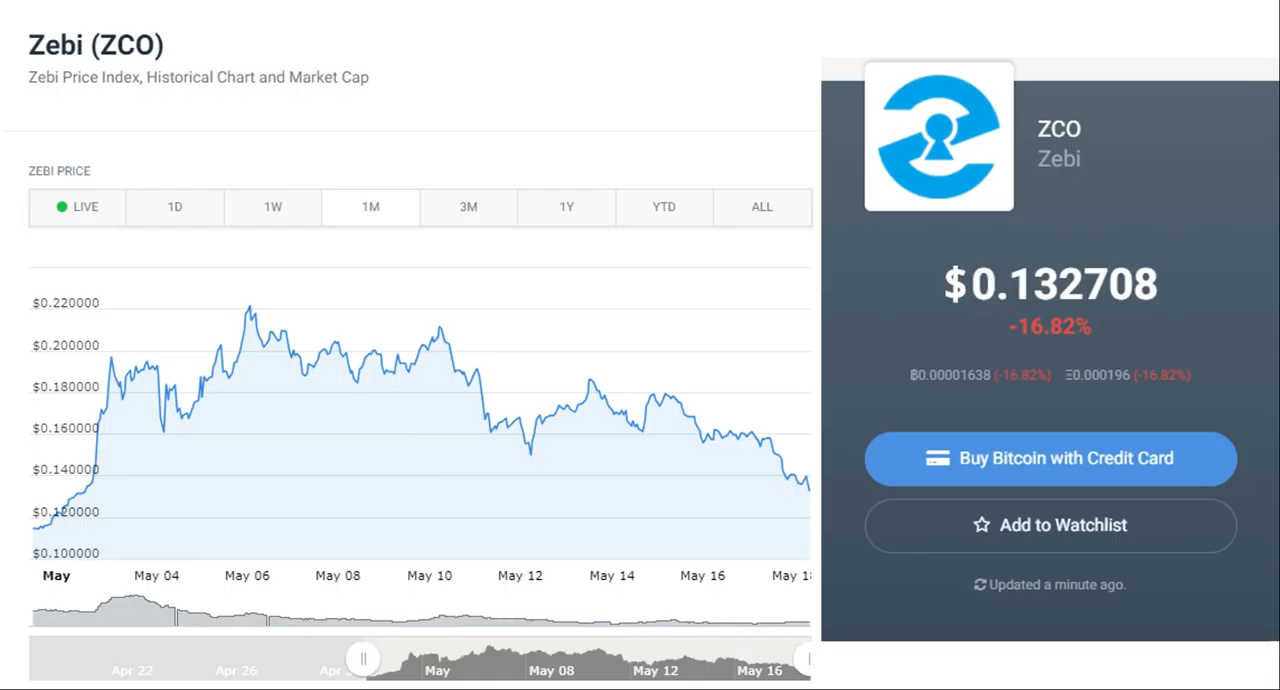 Zebi (ZCO)
Zebi Price Index, Historical Chart and Market Cap
ZEBI PRICE
LIVE 1D 1W 1M 3M 1Y YTD ALL
$0.220000
$0.200000
$0.180000
$0.160000
$0.140000
$0.120000
$0.100000
May May 04 May 06 May 08 May 10 May 12 May 14 May 16 May 18
Apr 22 Apr 26 Apr May May 08 May 12 May 16
ZCO
Zebi
$0.132708
-16.82%
฿0.00001638 (-16.82%) Ξ0.000196 (-16.82%)
Buy Bitcoin with Credit Card
Add to Watchlist
Updated a minute ago.